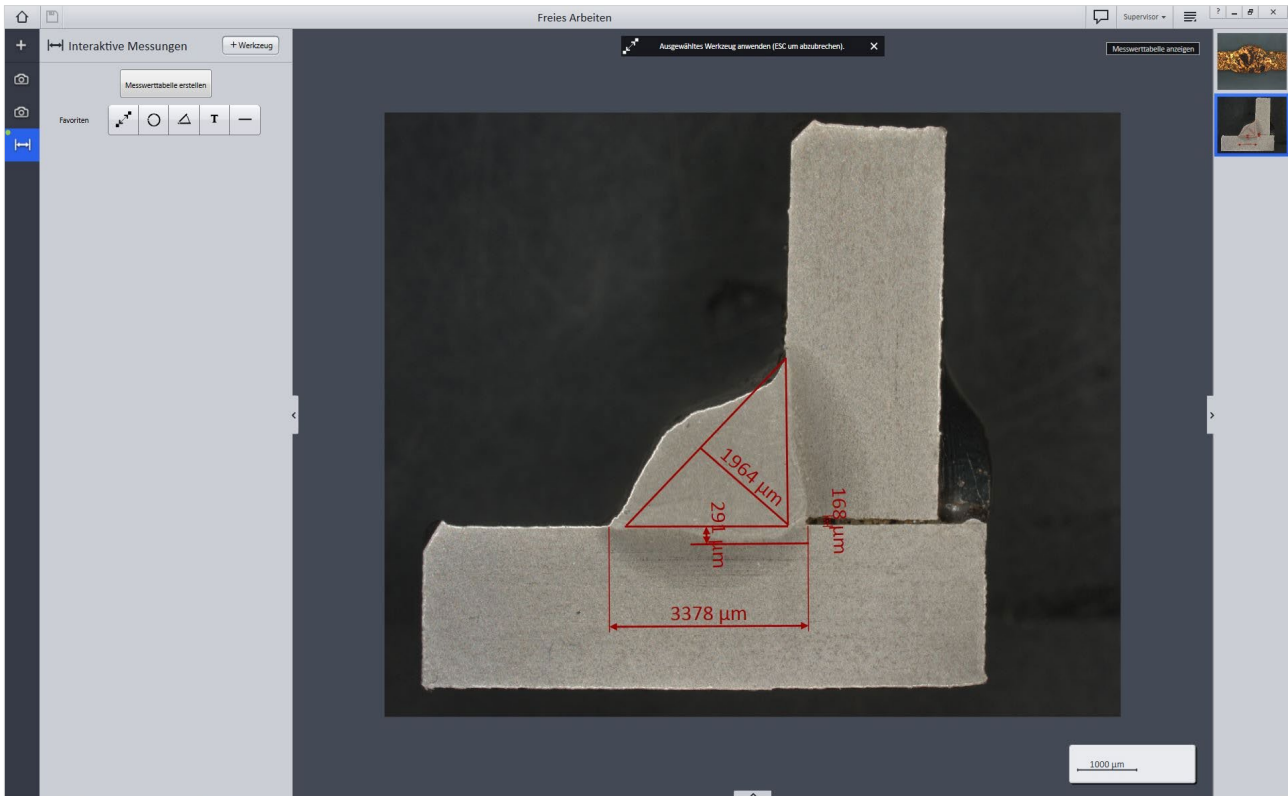 Freies Arbeiten
Supervisor
?
Interaktive Messungen
+ Werkzeug
Ausgewähltes Werkzeug anwenden (ESC um abzubrechen).
Messwerttabelle anzeigen
Messwerttabelle erstellen
Favoriten
T
1964 µm
291 µm
168 µm
3378 µm
1000 µm